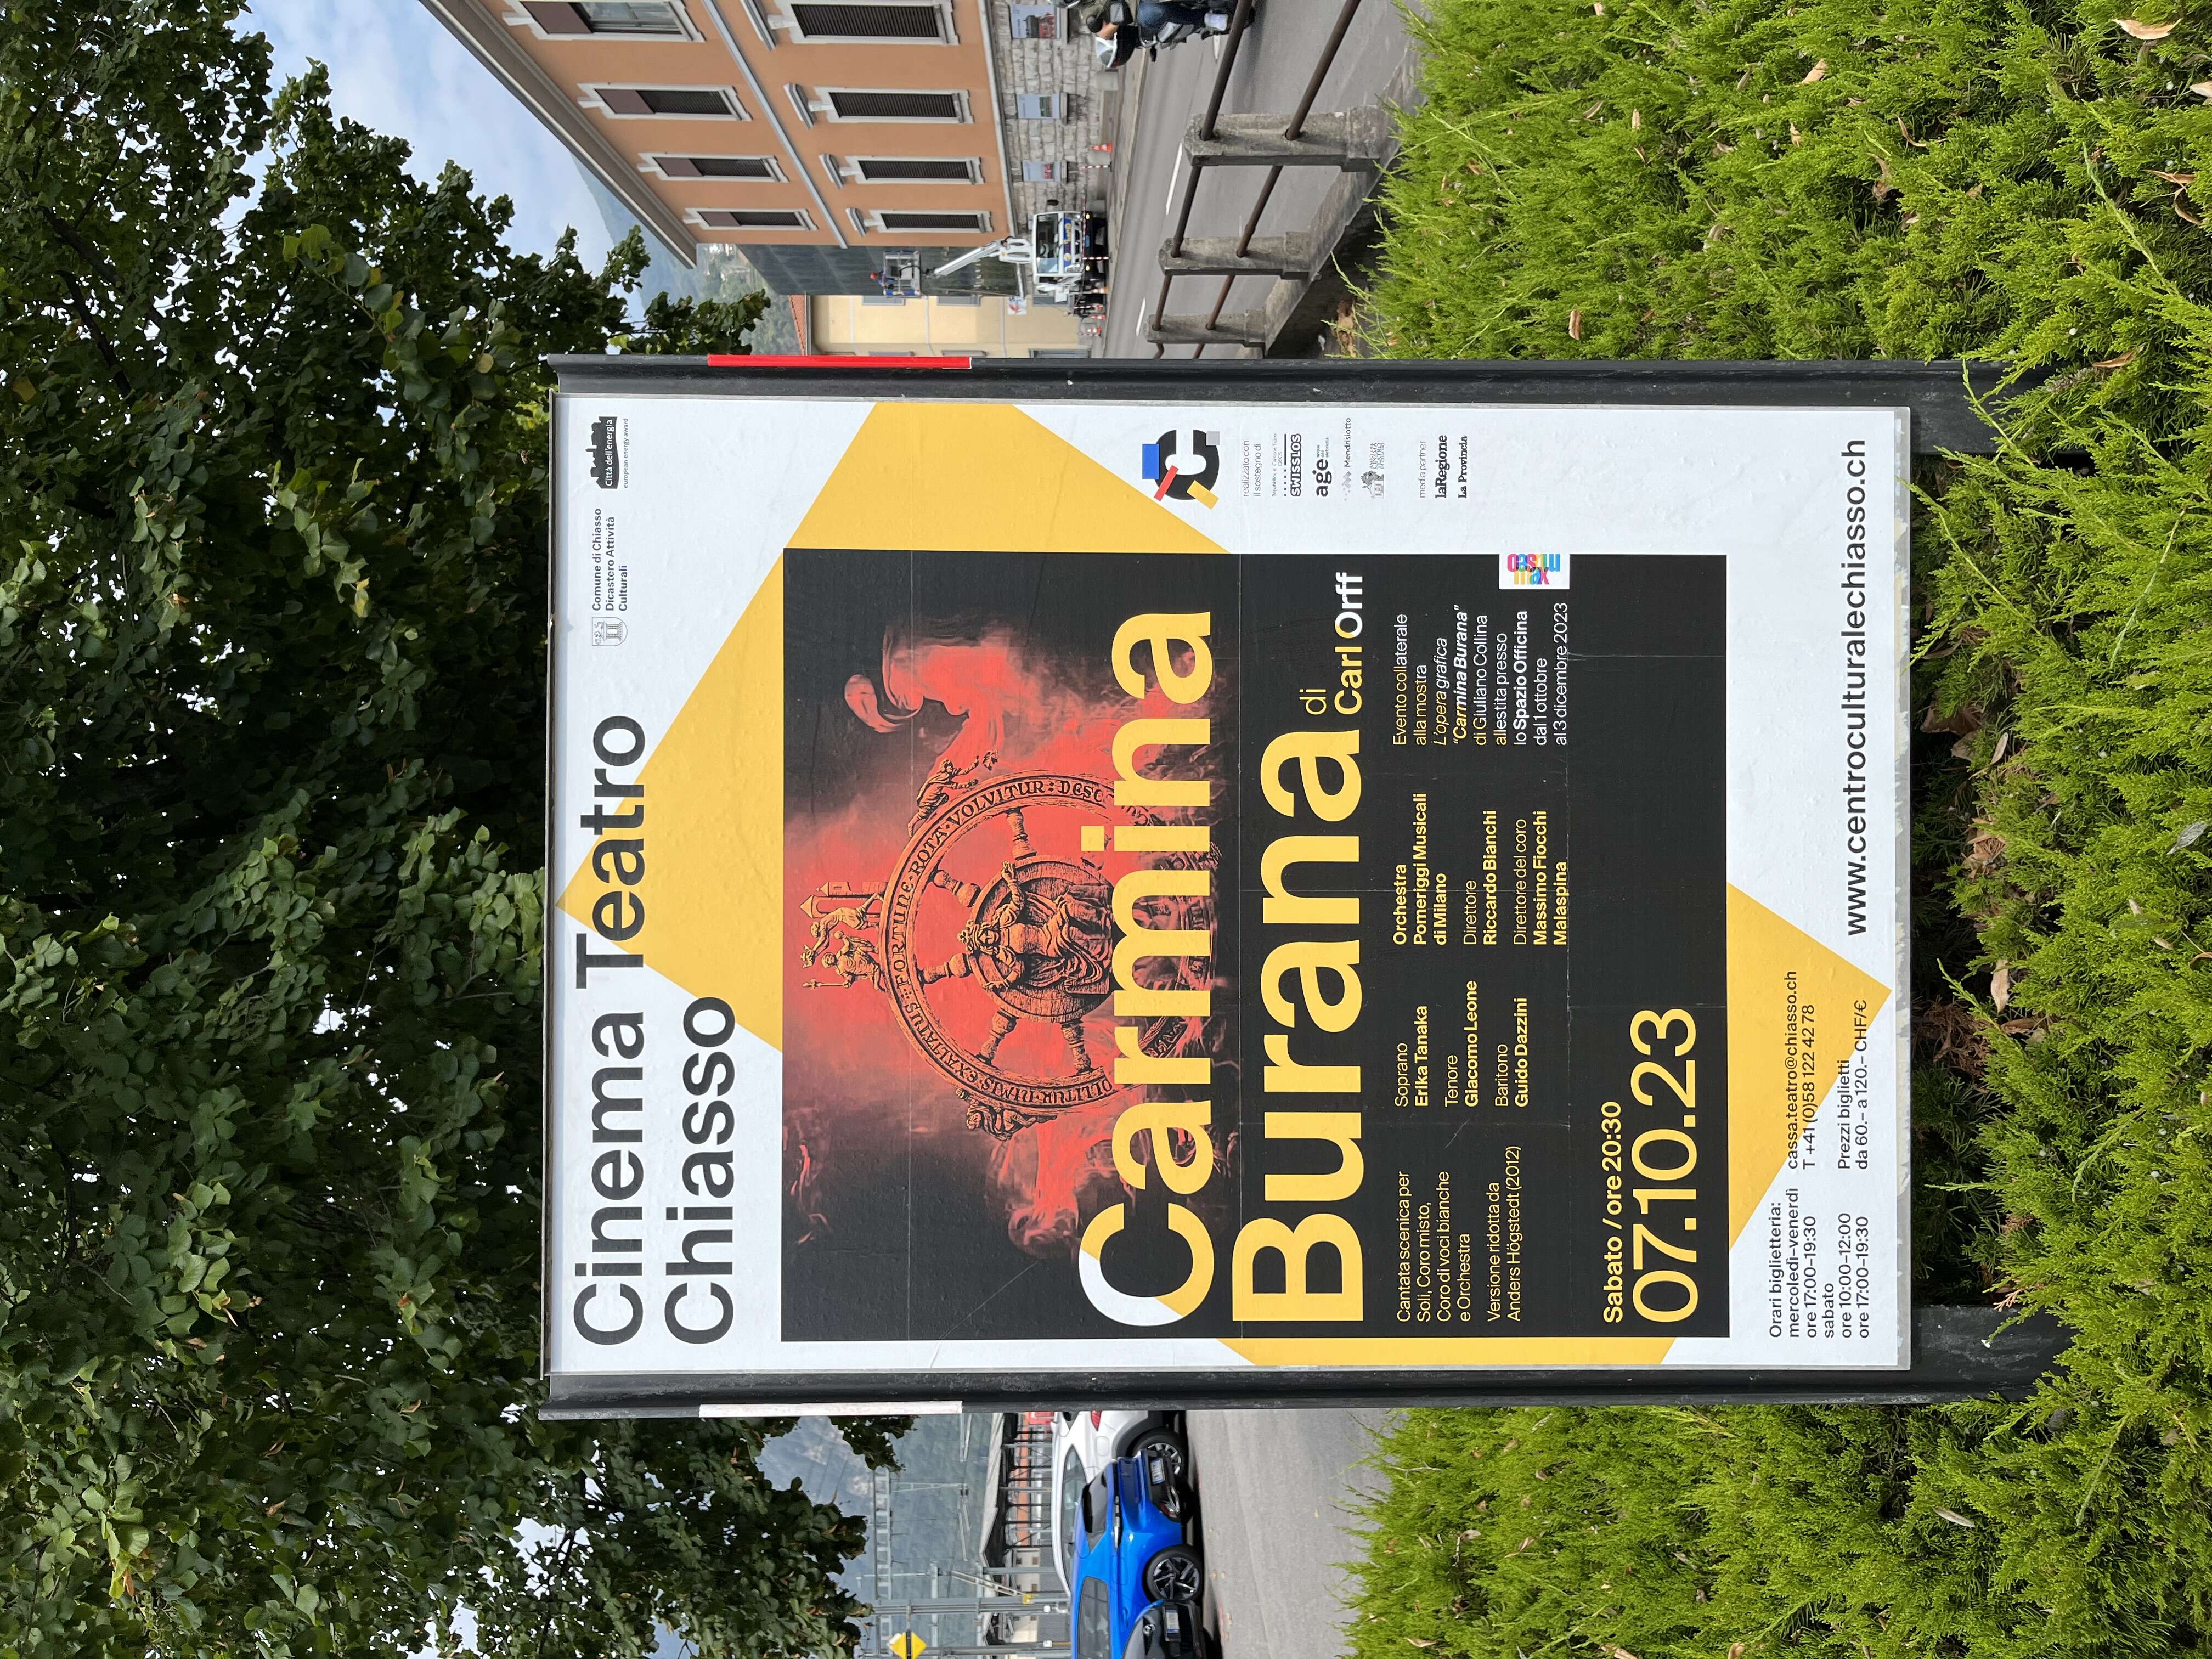 Cinema Teatro
Chiasso
Comune di Chiasso
Dicastero Attività
Culturali
Città dell'energia
european energy award
EXALTATUS : FORTUNE · ROTA · VOLVITUR : DESC
Carmina
Burana
di
Carl Orff
Cantata scenica per
Soli, Coro misto,
Coro di voci bianche
e Orchestra
Versione ridotta da
Anders Högstedt (2012)
Soprano
Erika Tanaka
Tenore
Giacomo Leone
Baritono
Guido Dazzini
Orchestra
Pomeriggi Musicali
di Milano
Direttore
Riccardo Bianchi
Direttore del coro
Massimo Fiocchi
Malaspina
Evento collaterale
alla mostra
L'opera grafica
"Carmina Burana"
di Giuliano Collina
allestita presso
lo Spazio Officina
dal 1 ottobre
al 3 dicembre 2023
Sabato / ore 20:30
07.10.23
C
realizzato con
il sostegno di
Repubblica e Cantone Ticino
DECS
SWISSLOS
age
Mendrisiotto
media partner
laRegione
La Provincia
Orari biglietteria:
mercoledì–venerdì
ore 17:00–19:30
sabato
ore 10:00–12:00
ore 17:00–19:30
cassa.teatro@chiasso.ch
T +41 (0)58 122 42 78
Prezzi biglietti
da 60.– a 120.– CHF/€
www.centroculturalechiasso.ch